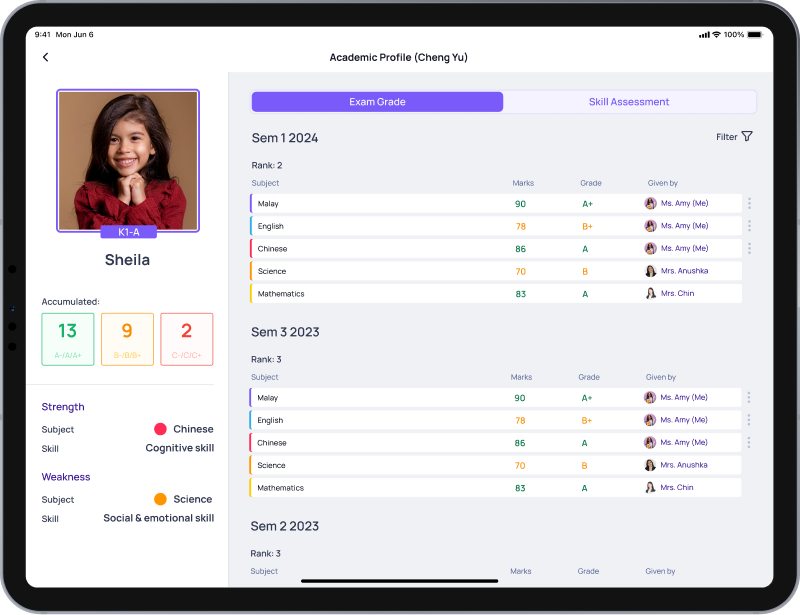 9:41 Mon Jun 6
100%
Academic Profile (Cheng Yu)
K1-A
Sheila
Accumulated:
13
9
2
A-/A/A+
B-/B/B+
C-/C/C+
Strength
Subject
Chinese
Skill
Cognitive skill
Weakness
Subject
Science
Skill
Social & emotional skill
Exam Grade
Skill Assessment
Sem 1 2024
Filter
Rank: 2
Subject Marks Grade Given by
Malay 90 A+ Ms. Amy (Me)
English 78 B+ Ms. Amy (Me)
Chinese 86 A Ms. Amy (Me)
Science 70 B Mrs. Anushka
Mathematics 83 A Mrs. Chin
Sem 3 2023
Rank: 3
Subject Marks Grade Given by
Malay 90 A+ Ms. Amy (Me)
English 78 B+ Ms. Amy (Me)
Chinese 86 A Ms. Amy (Me)
Science 70 B Mrs. Anushka
Mathematics 83 A Mrs. Chin
Sem 2 2023
Rank: 3
Subject Marks Grade Given by